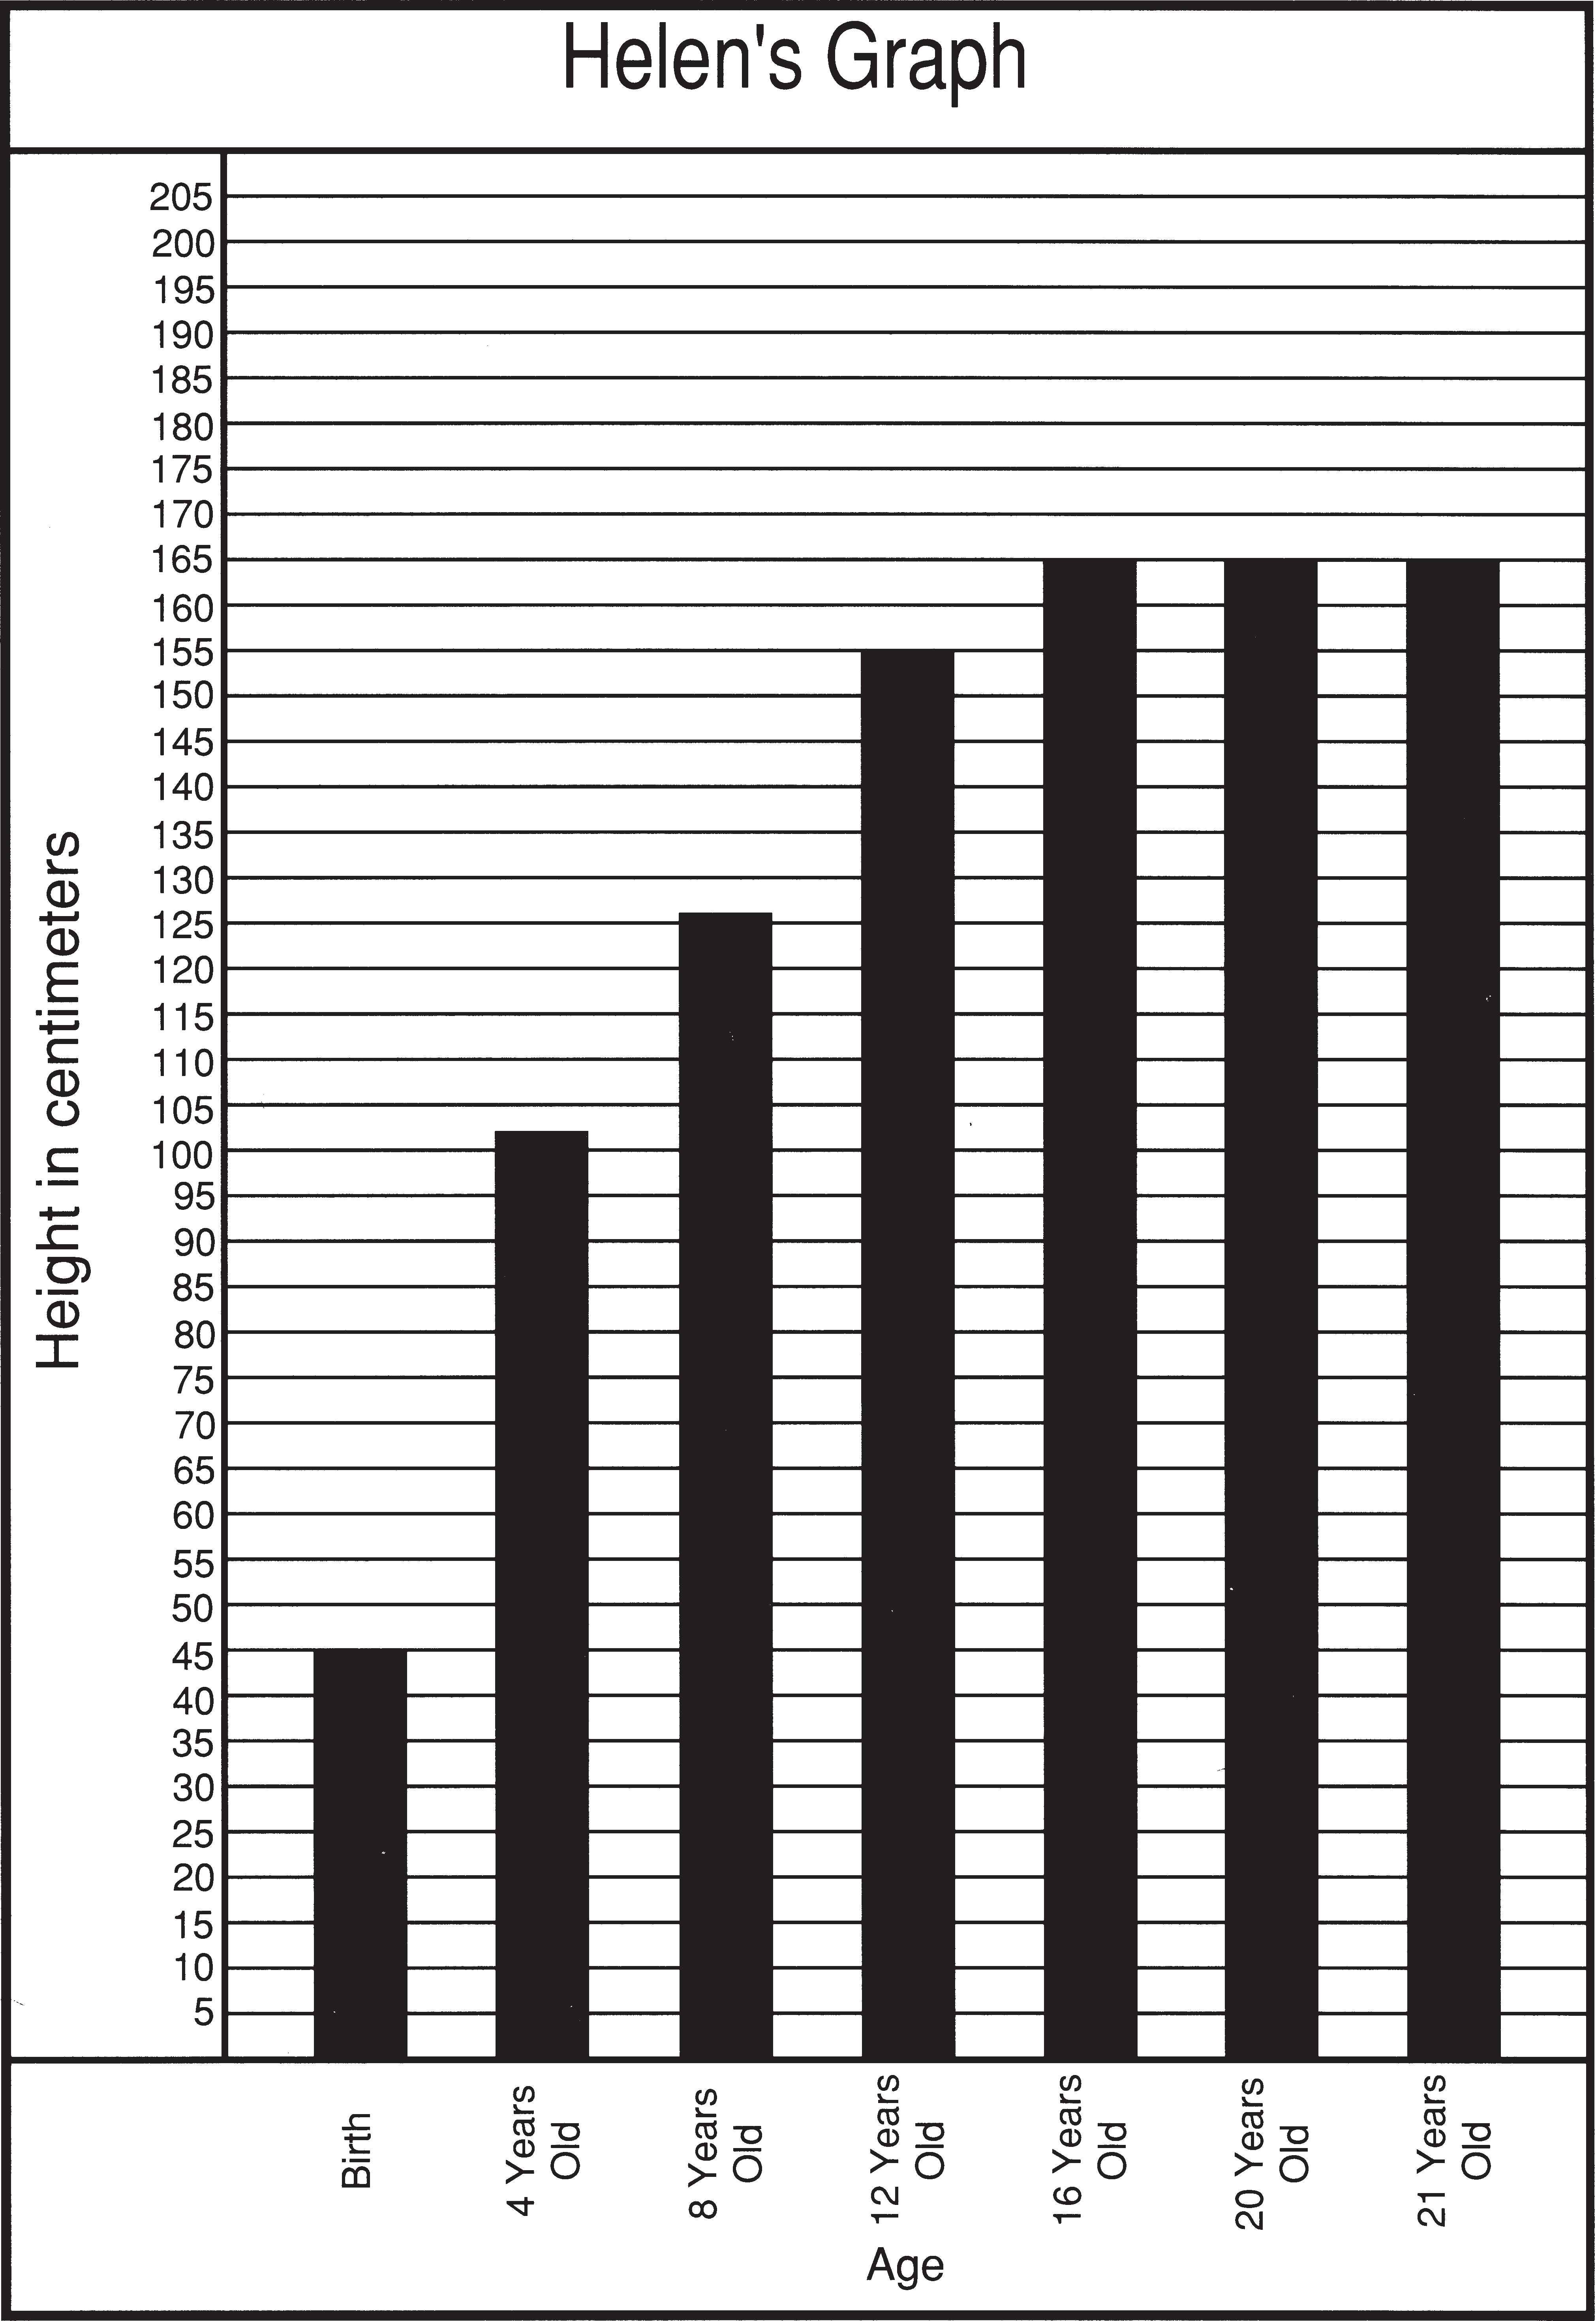 Helen's Graph
Height in centimeters
205
200
195
190
185
180
175
170
165
160
155
150
145
140
135
130
125
120
115
110
105
100
95
90
85
80
75
70
65
60
55
50
45
40
35
30
25
20
15
10
5
Birth
4 Years
Old
8 Years
Old
12 Years
Old
16 Years
Old
20 Years
Old
21 Years
Old
Age